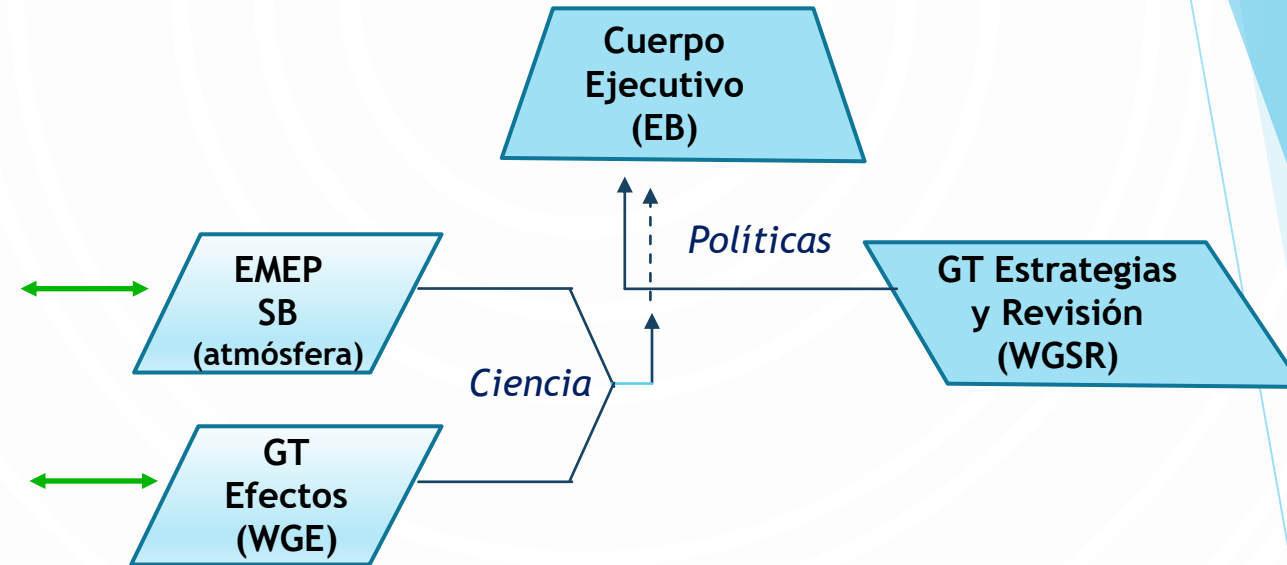 Cuerpo
Ejecutivo
(EB)
Políticas
EMEP
SB
(atmósfera)
GT Estrategias
y Revisión
(WGSR)
Ciencia
GT
Efectos
(WGE)